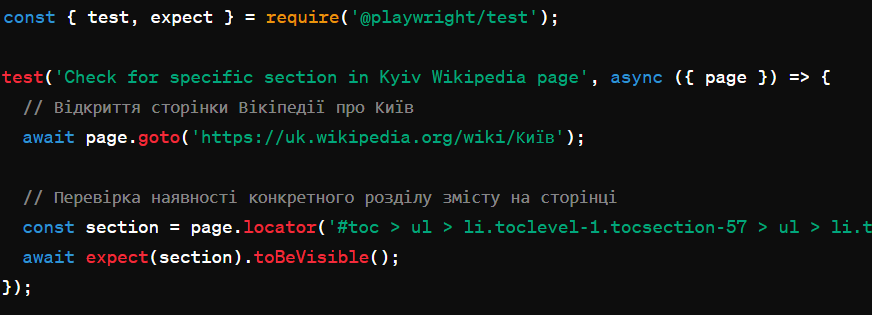 const { test, expect } = require('@playwright/test');
test('Check for specific section in Kyiv Wikipedia page', async ({ page }) => {
// Відкриття сторінки Вікіпедії про Київ
await page.goto('https://uk.wikipedia.org/wiki/Київ');
// Перевірка наявності конкретного розділу змісту на сторінці
const section = page.locator('#toc > ul > li.toclevel-1.tocsection-57 > ul > li.t
await expect(section).toBeVisible();
});